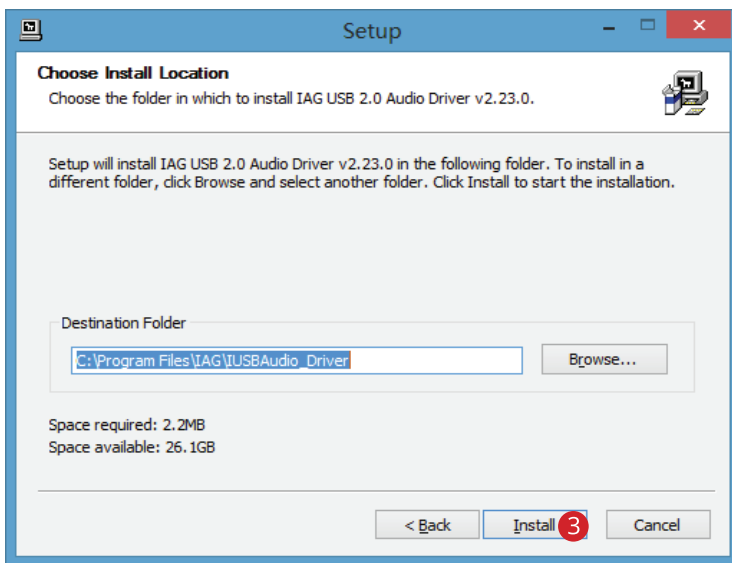 Setup
Choose Install Location
Choose the folder in which to install IAG USB 2.0 Audio Driver v2.23.0.
Setup will install IAG USB 2.0 Audio Driver v2.23.0 in the following folder. To install in a
different folder, click Browse and select another folder. Click Install to start the installation.
Destination Folder
C:\Program Files\IAG\IUSBAudio_Driver
Browse...
Space required: 2.2MB
Space available: 26.1GB
< Back
Install 3
Cancel